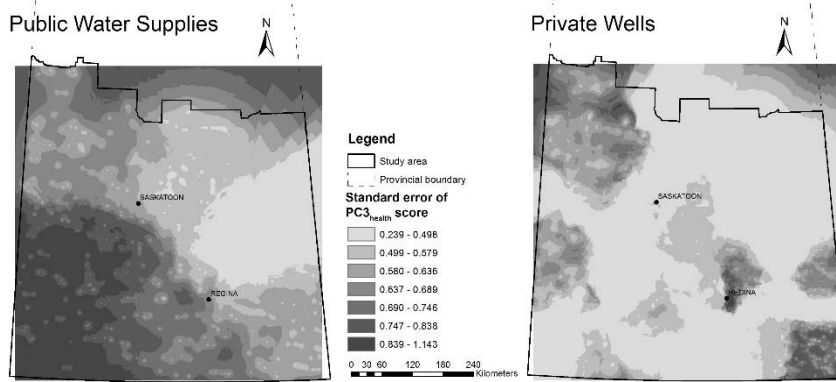 Public Water Supplies
N
SASKATOON
REGINA
Legend
Study area
Provincial boundary
Standard error of
PC3health score
0.239 - 0.498
0.499 - 0.579
0.580 - 0.636
0.637 - 0.689
0.690 - 0.746
0.747 - 0.838
0.839 - 1.143
0 30 60 120 180 240
Kilometers
Private Wells
N
SASKATOON
REGINA